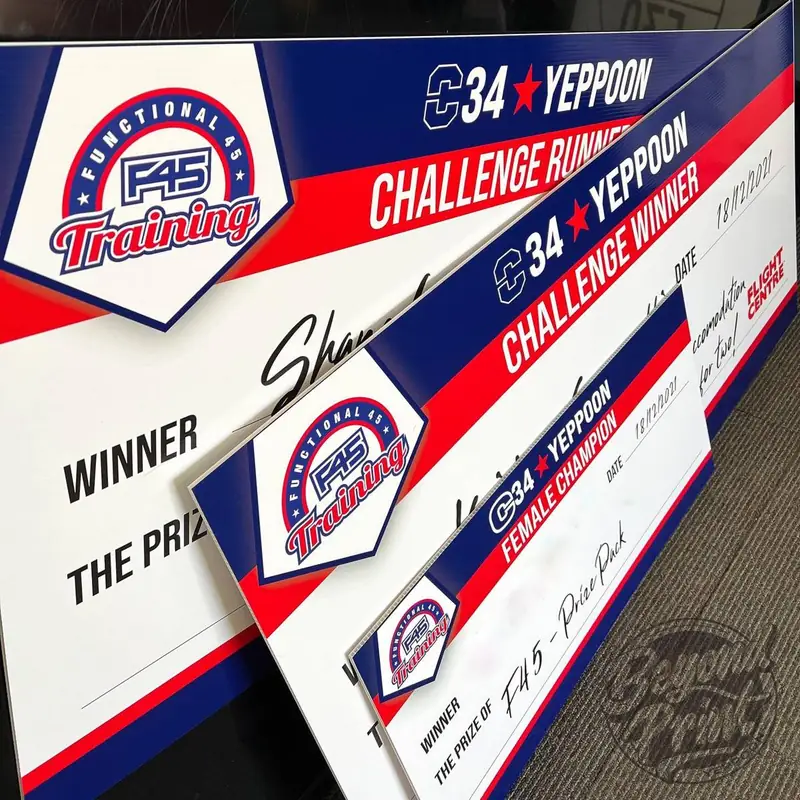 FUNCTIONAL 45
F45
Training
C34 ★ YEPPOON
CHALLENGE RUNNER
WINNER
THE PRIZ
FUNCTIONAL 45
F45
Training
C34 ★ YEPPOON
CHALLENGE WINNER
DATE 18/12/2021
ccomodation
for two!
FLIGHT
CENTRE
FUNCTIONAL 45
F45
Training
C34 ★ YEPPOON
FEMALE CHAMPION
DATE 18/12/2021
WINNER
THE PRIZE OF F45 - Prize Pack